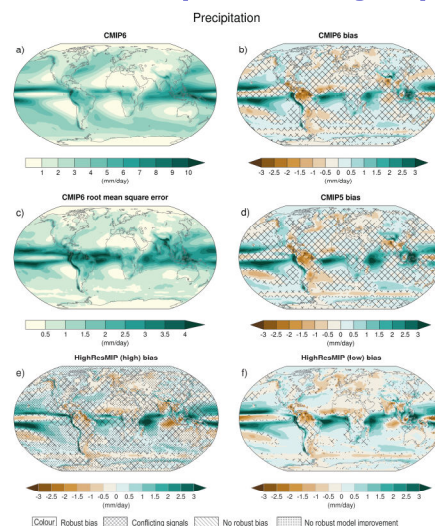 Precipitation
CMIP6
CMIP6 bias
a)
b)
1 2 3 4 5 6 7 8 9 10
(mm/day)
-3 -2.5 -2 -1.5 -1 -0.5 0 0.5 1 1.5 2 2.5 3
(mm/day)
CMIP6 root mean square error
CMIP5 bias
c)
d)
0.5 1 1.5 2 2.5 3 3.5 4
(mm/day)
-3 -2.5 -2 -1.5 -1 -0.5 0 0.5 1 1.5 2 2.5 3
(mm/day)
HighResMIP (high) bias
HighResMIP (low) bias
e)
f)
-3 -2.5 -2 -1.5 -1 -0.5 0 0.5 1 1.5 2 2.5 3
(mm/day)
-3 -2.5 -2 -1.5 -1 -0.5 0 0.5 1 1.5 2 2.5 3
(mm/day)
Colour Robust bias Conflicting signals No robust bias No robust model improvement